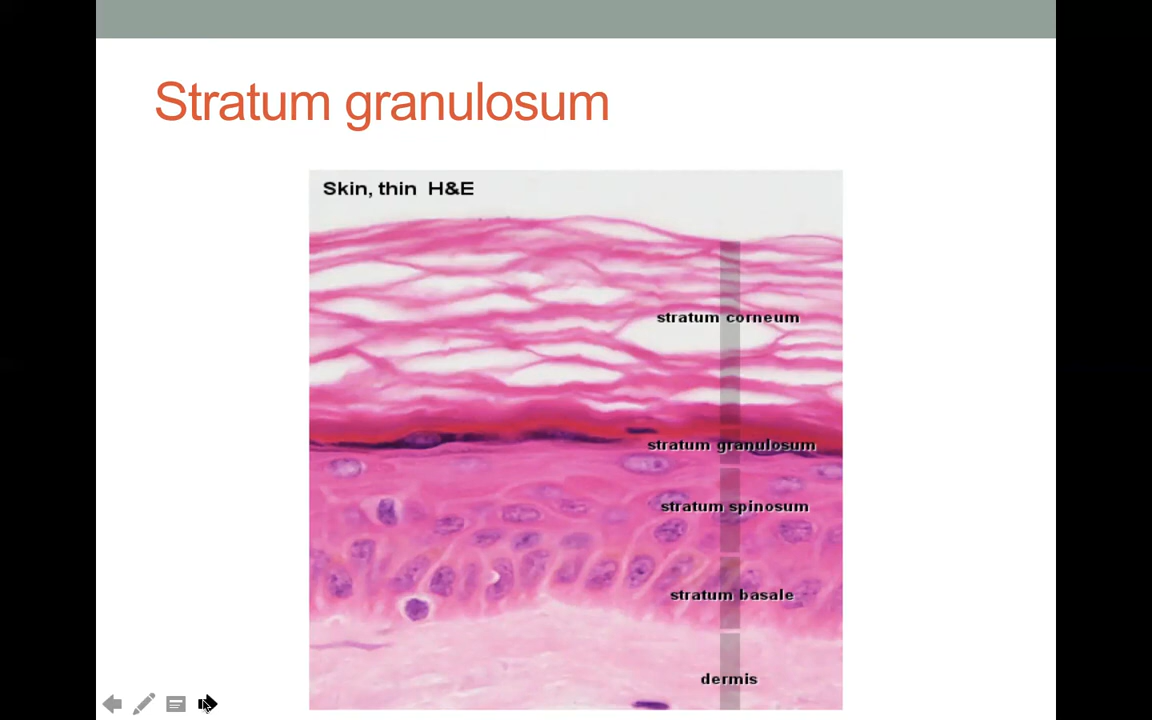 Stratum granulosum
Skin, thin H&E
stratum corneum
stratum granulosum
stratum spinosum
stratum basale
dermis